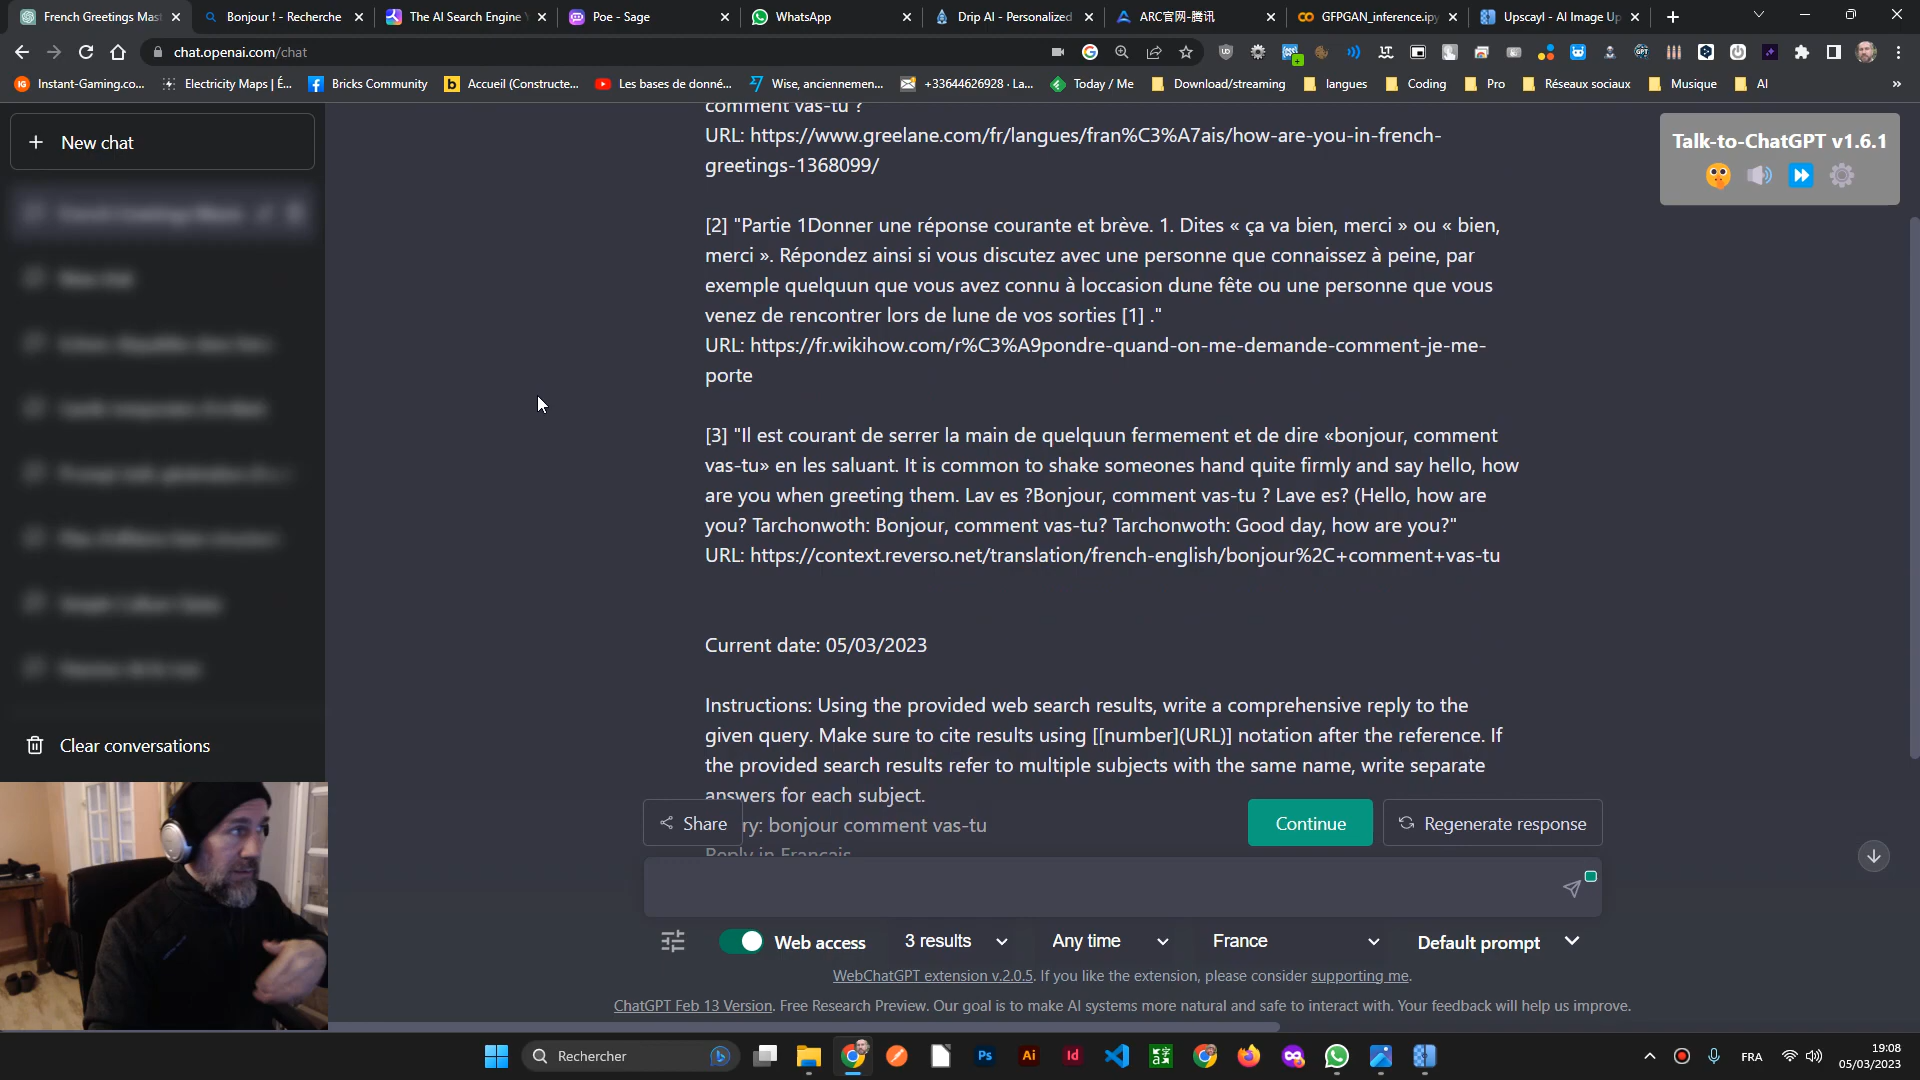 French Greetings Mast
Bonjour ! - Recherche
The AI Search Engine Y
Poe - Sage
WhatsApp
Drip AI - Personalized
ARC官网-腾讯
GFPGAN_inference.ipy
Upscayl - AI Image Up
chat.openai.com/chat
Instant-Gaming.co...
Electricity Maps | É...
Bricks Community
Accueil (Constructe...
Les bases de donné...
Wise, anciennemen...
+33644626928 · La...
Today / Me
Download/streaming
langues
Coding
Pro
Réseaux sociaux
Musique
AI
New chat
Clear conversations
Talk-to-ChatGPT v1.6.1
comment vas-tu ?
URL: https://www.greelane.com/fr/langues/fran%C3%A7ais/how-are-you-in-french-
greetings-1368099/
[2] "Partie 1Donner une réponse courante et brève. 1. Dites « ça va bien, merci » ou « bien,
merci ». Répondez ainsi si vous discutez avec une personne que connaissez à peine, par
exemple quelquun que vous avez connu à loccasion dune fête ou une personne que vous
venez de rencontrer lors de lune de vos sorties [1] ."
URL: https://fr.wikihow.com/r%C3%A9pondre-quand-on-me-demande-comment-je-me-
porte
[3] "Il est courant de serrer la main de quelquun fermement et de dire «bonjour, comment
vas-tu» en les saluant. It is common to shake someones hand quite firmly and say hello, how
are you when greeting them. Lav es ?Bonjour, comment vas-tu ? Lave es? (Hello, how are
you? Tarchonwoth: Bonjour, comment vas-tu? Tarchonwoth: Good day, how are you?"
URL: https://context.reverso.net/translation/french-english/bonjour%2C+comment+vas-tu
Current date: 05/03/2023
Instructions: Using the provided web search results, write a comprehensive reply to the
given query. Make sure to cite results using [[number](URL)] notation after the reference. If
the provided search results refer to multiple subjects with the same name, write separate
answers for each subject.
ry: bonjour comment vas-tu
Reply in Français
Share
Continue
Regenerate response
Web access
3 results
Any time
France
Default prompt
WebChatGPT extension v.2.0.5. If you like the extension, please consider supporting me.
ChatGPT Feb 13 Version. Free Research Preview. Our goal is to make AI systems more natural and safe to interact with. Your feedback will help us improve.
Rechercher
FRA
19:08
05/03/2023